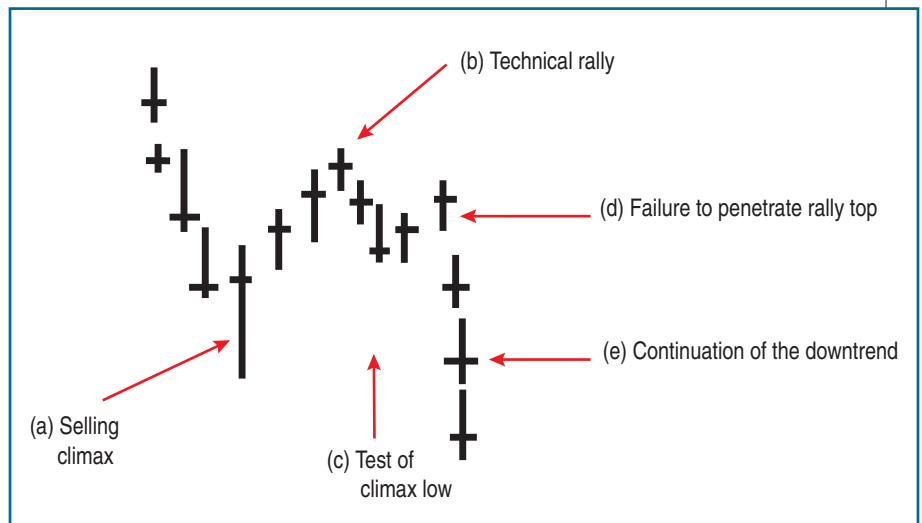 (b) Technical rally
(d) Failure to penetrate rally top
(e) Continuation of the downtrend
(a) Selling
climax
(c) Test of
climax low